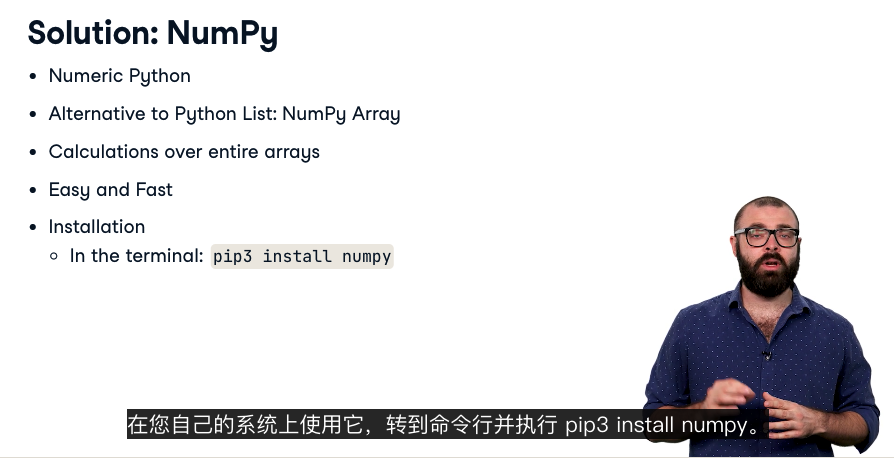 Solution: NumPy
• Numeric Python
• Alternative to Python List: NumPy Array
• Calculations over entire arrays
• Easy and Fast
• Installation
◦ In the terminal: pip3 install numpy
在您自己的系统上使用它，转到命令行并执行 pip3 install numpy。